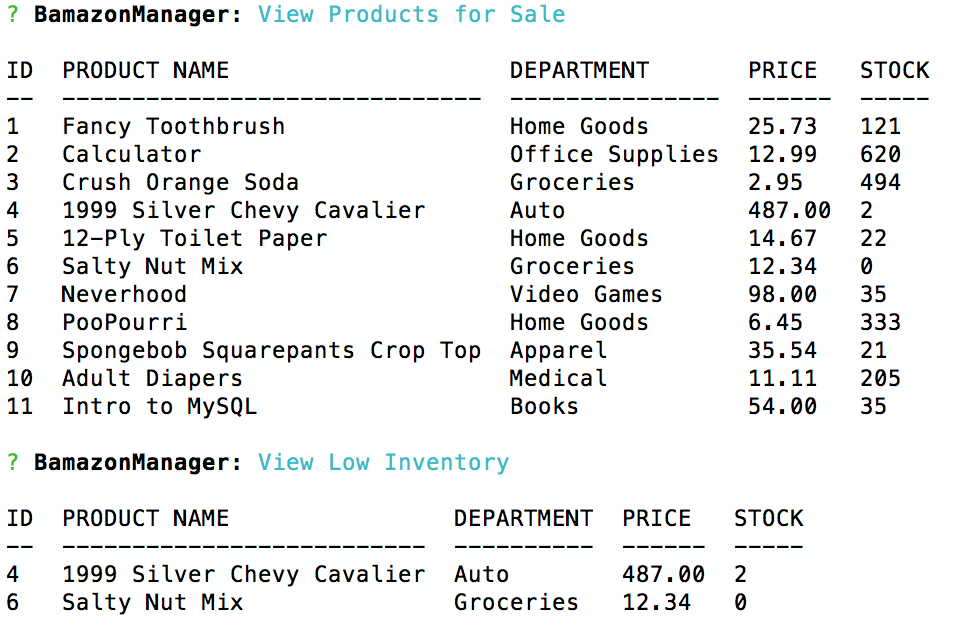 ? BamazonManager: View Products for Sale
ID  PRODUCT NAME                    DEPARTMENT       PRICE   STOCK
--  ------------------------------  ---------------  ------  -----
1   Fancy Toothbrush                Home Goods       25.73   121
2   Calculator                      Office Supplies  12.99   620
3   Crush Orange Soda               Groceries        2.95    494
4   1999 Silver Chevy Cavalier      Auto             487.00  2
5   12-Ply Toilet Paper             Home Goods       14.67   22
6   Salty Nut Mix                   Groceries        12.34   0
7   Neverhood                       Video Games      98.00   35
8   PooPourri                       Home Goods       6.45    333
9   Spongebob Squarepants Crop Top  Apparel          35.54   21
10  Adult Diapers                   Medical          11.11   205
11  Intro to MySQL                  Books            54.00   35
? BamazonManager: View Low Inventory
ID  PRODUCT NAME                DEPARTMENT  PRICE   STOCK
--  --------------------------  ----------  ------  -----
4   1999 Silver Chevy Cavalier  Auto        487.00  2
6   Salty Nut Mix               Groceries   12.34   0